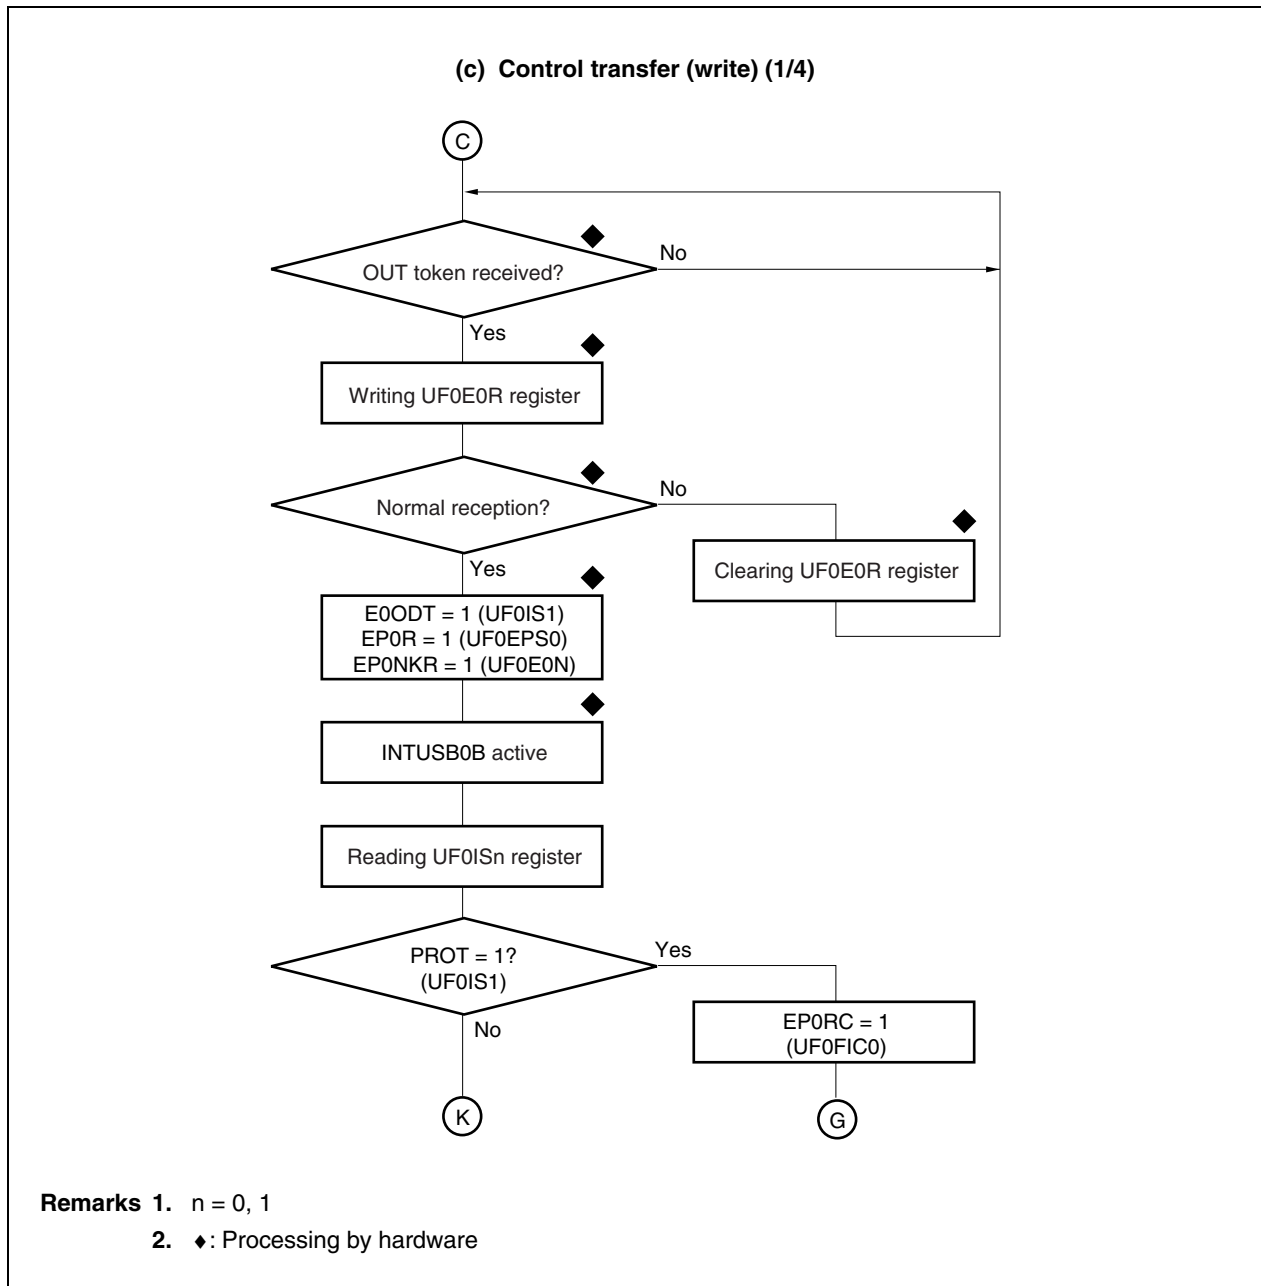 (c) Control transfer (write) (1/4)
C
OUT token received?
No
Yes
Writing UF0E0R register
Normal reception?
No
Yes
Clearing UF0E0R register
E0ODT = 1 (UF0IS1)
EP0R = 1 (UF0EPS0)
EP0NKR = 1 (UF0E0N)
INTUSB0B active
Reading UF0ISn register
PROT = 1?
(UF0IS1)
Yes
No
EP0RC = 1
(UF0FIC0)
K
G
Remarks 1. n = 0, 1
2. ♦: Processing by hardware